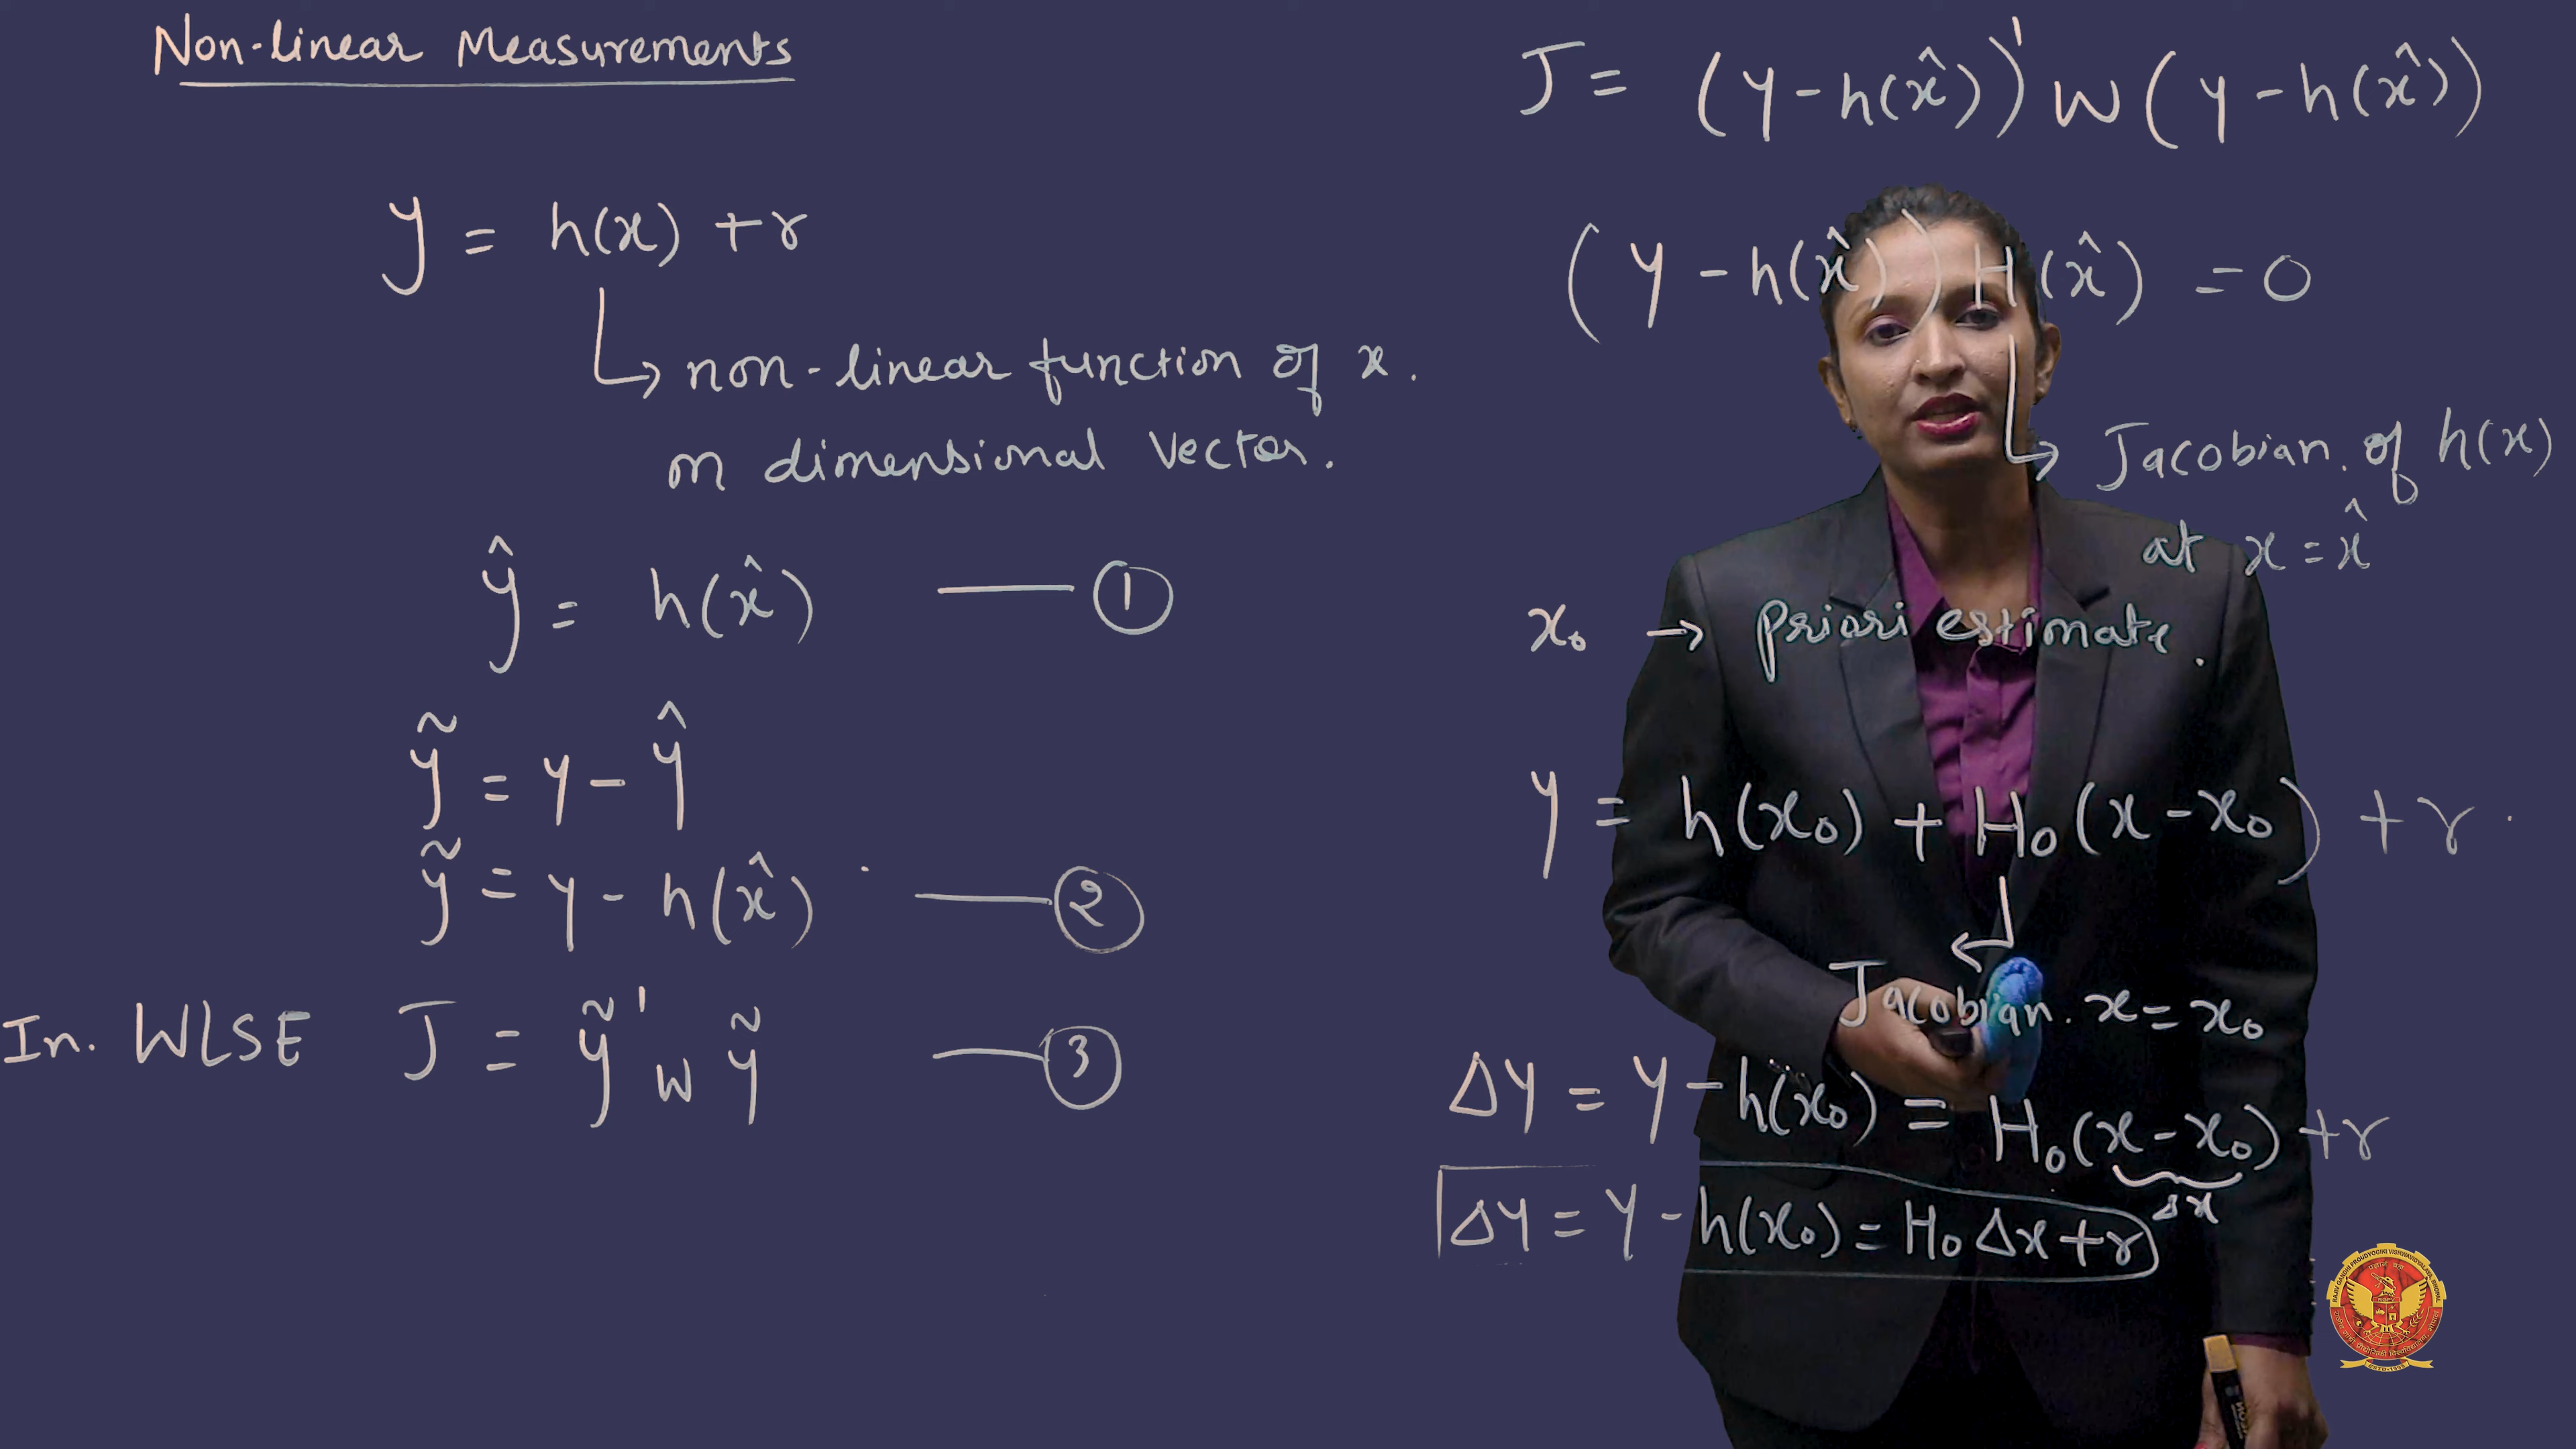 Non-linear Measurements
y = h(x) + r
→ non-linear function of x.
m dimensional vector.
ŷ = h(x̂) — ①
ỹ = y - ŷ
ỹ = y - h(x̂) — ②
In. WLSE J = ỹ' W ỹ — ③
J = (y - h(x̂))' W (y - h(x̂))
(y - h(x̂)) H(x̂) = 0
→ Jacobian. of h(x)
at x = x̂
x₀ → priori estimate.
y = h(x₀) + H₀(x - x₀) + r.
Jacobian. x = x₀
Δy = y - h(x₀) = H₀(x - x₀) + r
Δx
Δy = y - h(x₀) = H₀ Δx + r